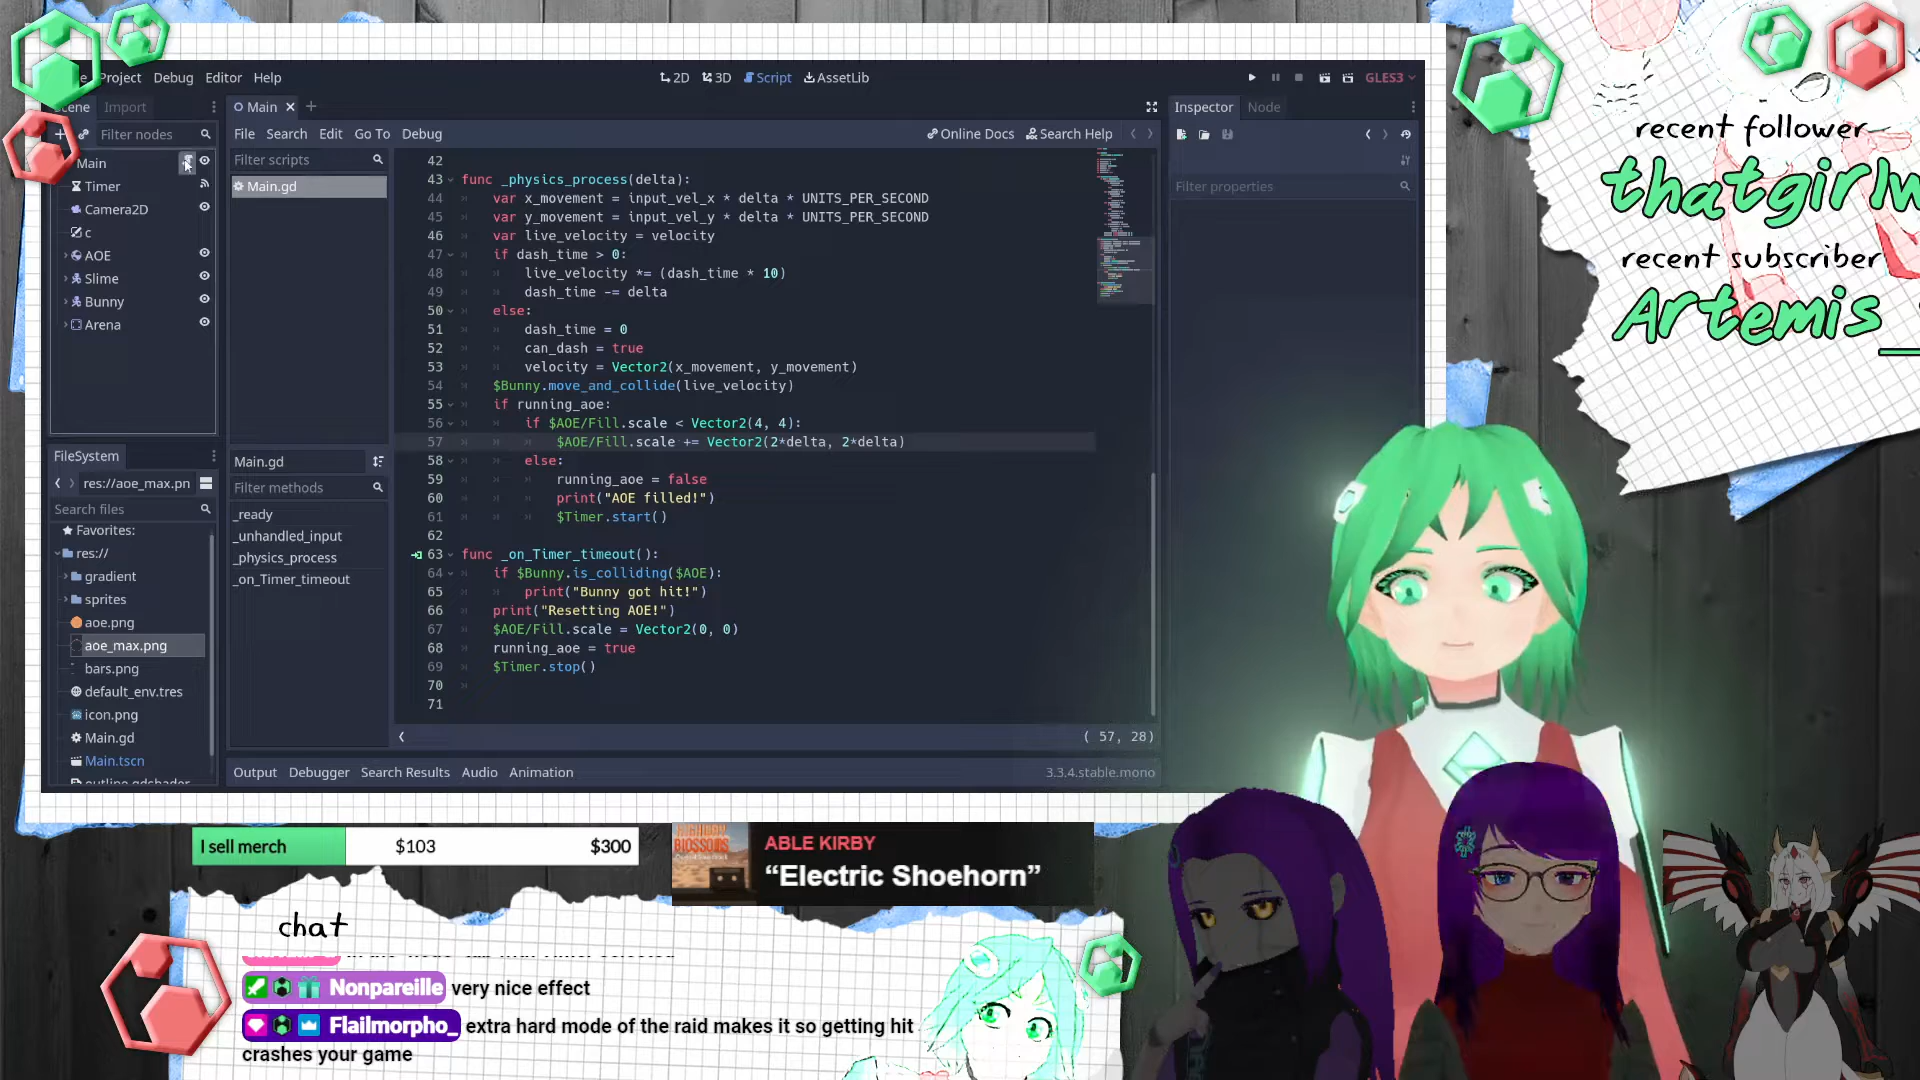 Project Debug Editor Help
2D 3D Script AssetLib
GLES3
Scene Import
Main
Inspector Node
Filter nodes
File Search Edit Go To Debug
Online Docs Search Help
Main
Timer
Camera2D
c
AOE
Slime
Bunny
Arena
Filter scripts
Main.gd
Filter properties
42
43 func _physics_process(delta):
44 var x_movement = input_vel_x * delta * UNITS_PER_SECOND
45 var y_movement = input_vel_y * delta * UNITS_PER_SECOND
46 var live_velocity = velocity
47 if dash_time > 0:
48 live_velocity *= (dash_time * 10)
49 dash_time -= delta
50 else:
51 dash_time = 0
52 can_dash = true
53 velocity = Vector2(x_movement, y_movement)
54 $Bunny.move_and_collide(live_velocity)
55 if running_aoe:
56 if $AOE/Fill.scale < Vector2(4, 4):
57 $AOE/Fill.scale += Vector2(2*delta, 2*delta)
58 else:
59 running_aoe = false
60 print("AOE filled!")
61 $Timer.start()
62
63 func _on_Timer_timeout():
64 if $Bunny.is_colliding($AOE):
65 print("Bunny got hit!")
66 print("Resetting AOE!")
67 $AOE/Fill.scale = Vector2(0, 0)
68 running_aoe = true
69 $Timer.stop()
70
71
( 57, 28)
FileSystem
res://aoe_max.pn
Search files
Favorites:
res://
gradient
sprites
aoe.png
aoe_max.png
bars.png
default_env.tres
icon.png
Main.gd
Main.tscn
outline.gdshader
Main.gd
Filter methods
_ready
_unhandled_input
_physics_process
_on_Timer_timeout
Output Debugger Search Results Audio Animation
3.3.4.stable.mono
recent follower
thatgirlw
recent subscriber
Artemis_
I sell merch $103 $300
HIGHWAY BLOSSOMS
ABLE KIRBY
“Electric Shoehorn”
chat
Nonpareille very nice effect
Flailmorpho_ extra hard mode of the raid makes it so getting hit
crashes your game